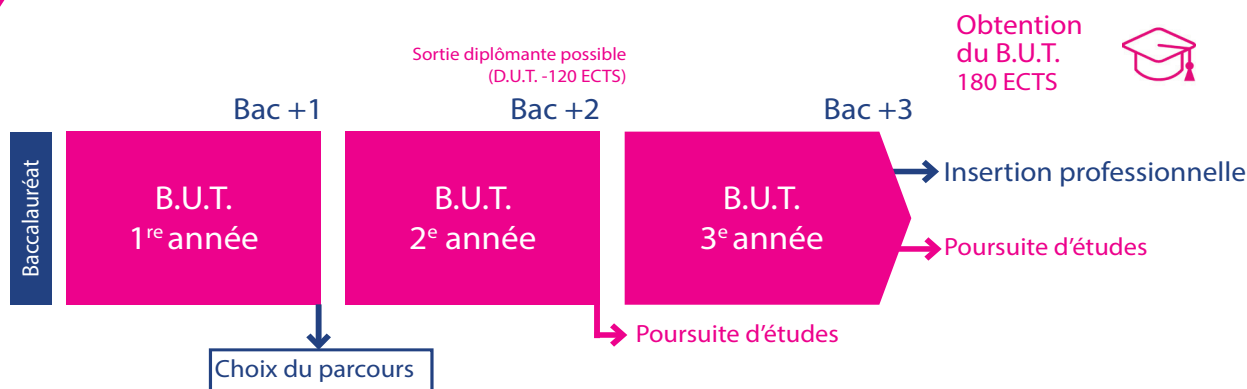 Obtention
du B.U.T.
180 ECTS
Sortie diplômante possible
(D.U.T. -120 ECTS)
Bac +1
Bac +2
Bac +3
Baccalauréat
B.U.T.
1re année
B.U.T.
2e année
B.U.T.
3e année
Insertion professionnelle
Poursuite d'études
Poursuite d'études
Choix du parcours